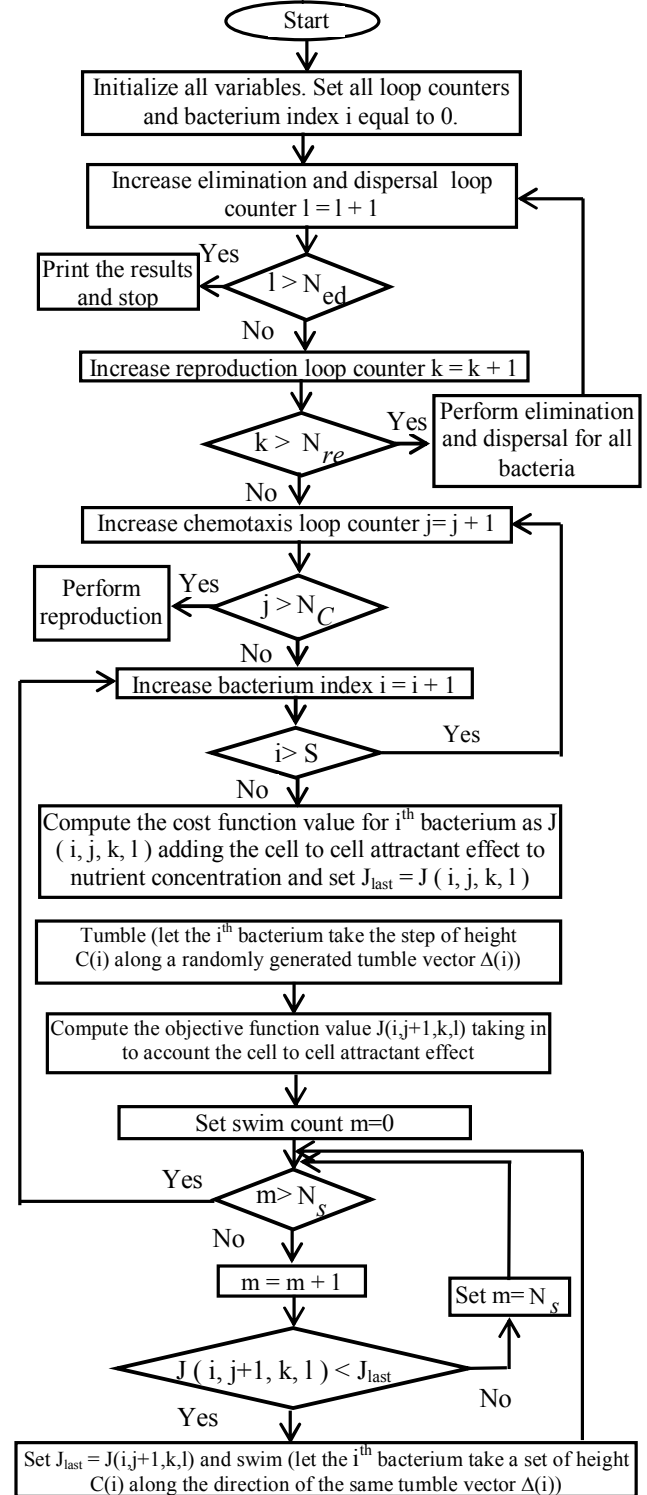 Start
Initialize all variables. Set all loop counters
and bacterium index i equal to 0.
Increase elimination and dispersal loop
counter l = l + 1
Yes
Print the results
and stop
l > N_ed
No
Increase reproduction loop counter k = k + 1
k > N_re
Yes
Perform elimination
and dispersal for all
bacteria
No
Increase chemotaxis loop counter j= j + 1
Perform
reproduction
Yes
j > N_C
No
Increase bacterium index i = i + 1
i> S
Yes
No
Compute the cost function value for i^th bacterium as J
( i, j, k, l ) adding the cell to cell attractant effect to
nutrient concentration and set J_last = J ( i, j, k, l )
Tumble (let the i^th bacterium take the step of height
C(i) along a randomly generated tumble vector Δ(i))
Compute the objective function value J(i,j+1,k,l) taking in
to account the cell to cell attractant effect
Set swim count m=0
Yes
m> N_s
No
m = m + 1
Set m= N_s
J ( i, j+1, k, l ) < J_last
No
Yes
Set J_last = J(i,j+1,k,l) and swim (let the i^th bacterium take a set of height
C(i) along the direction of the same tumble vector Δ(i))